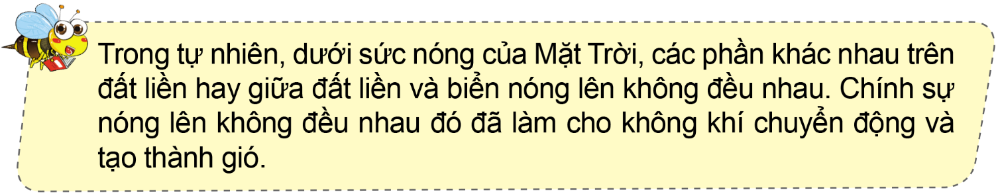 Trong tự nhiên, dưới sức nóng của Mặt Trời, các phần khác nhau trên
đất liền hay giữa đất liền và biển nóng lên không đều nhau. Chính sự
nóng lên không đều nhau đó đã làm cho không khí chuyển động và
tạo thành gió.